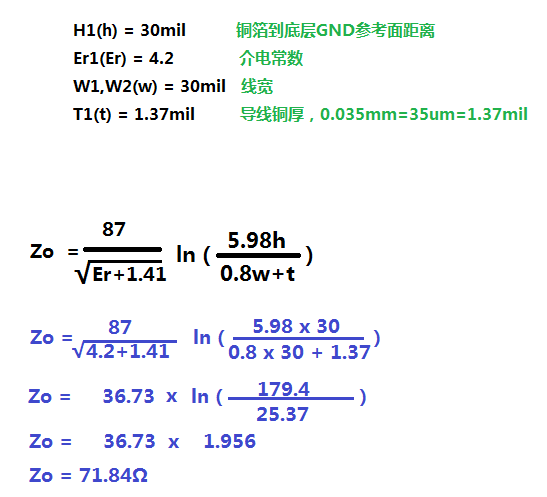 H1(h) = 30mil 铜箔到底层GND参考面距离
Er1(Er) = 4.2 介电常数
W1,W2(w) = 30mil 线宽
T1(t) = 1.37mil 导线铜厚，0.035mm=35um=1.37mil
87
Zo = √Er+1.41 ln ( 5.98h )
0.8w+t
87
Zo = √4.2+1.41 ln ( 5.98 x 30 )
0.8 x 30 + 1.37
Zo = 36.73 x ln ( 179.4 )
25.37
Zo = 36.73 x 1.956
Zo = 71.84Ω